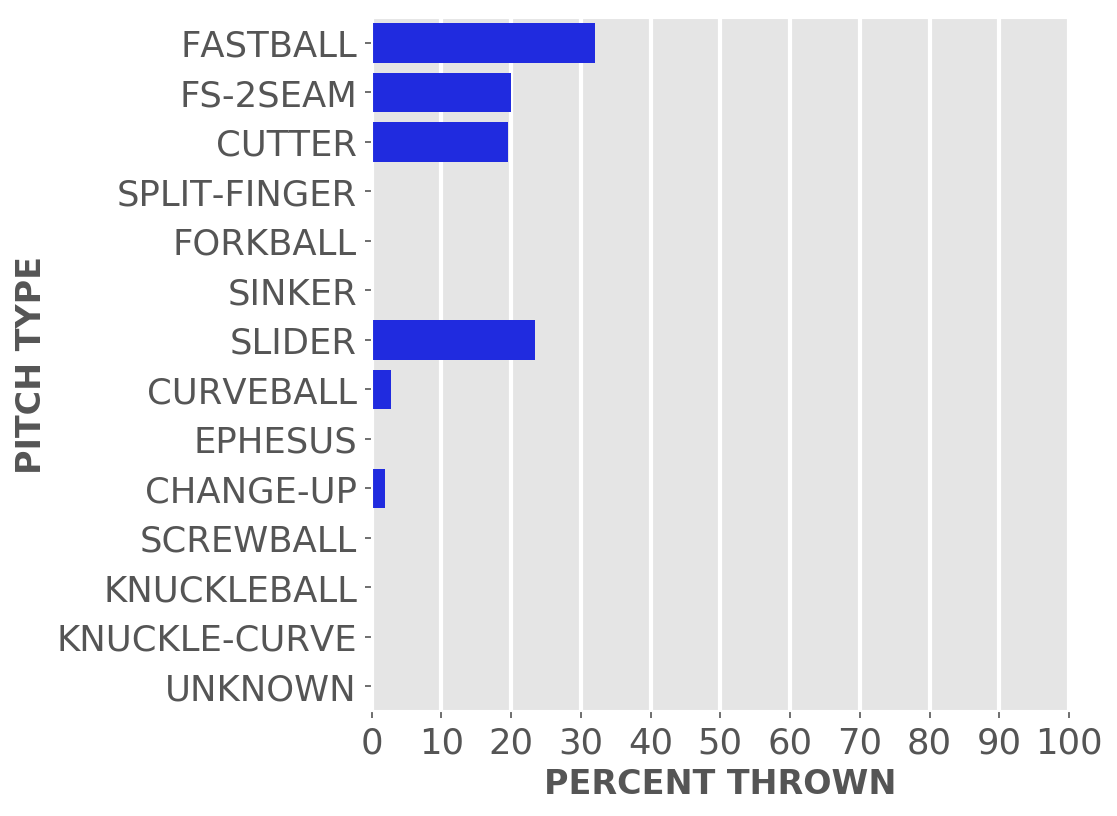 FASTBALL
FS-2SEAM
CUTTER
SPLIT-FINGER
FORKBALL
SINKER
SLIDER
CURVEBALL
EPHESUS
CHANGE-UP
SCREWBALL
KNUCKLEBALL
KNUCKLE-CURVE
UNKNOWN
PITCH TYPE
0 10 20 30 40 50 60 70 80 90 100
PERCENT THROWN